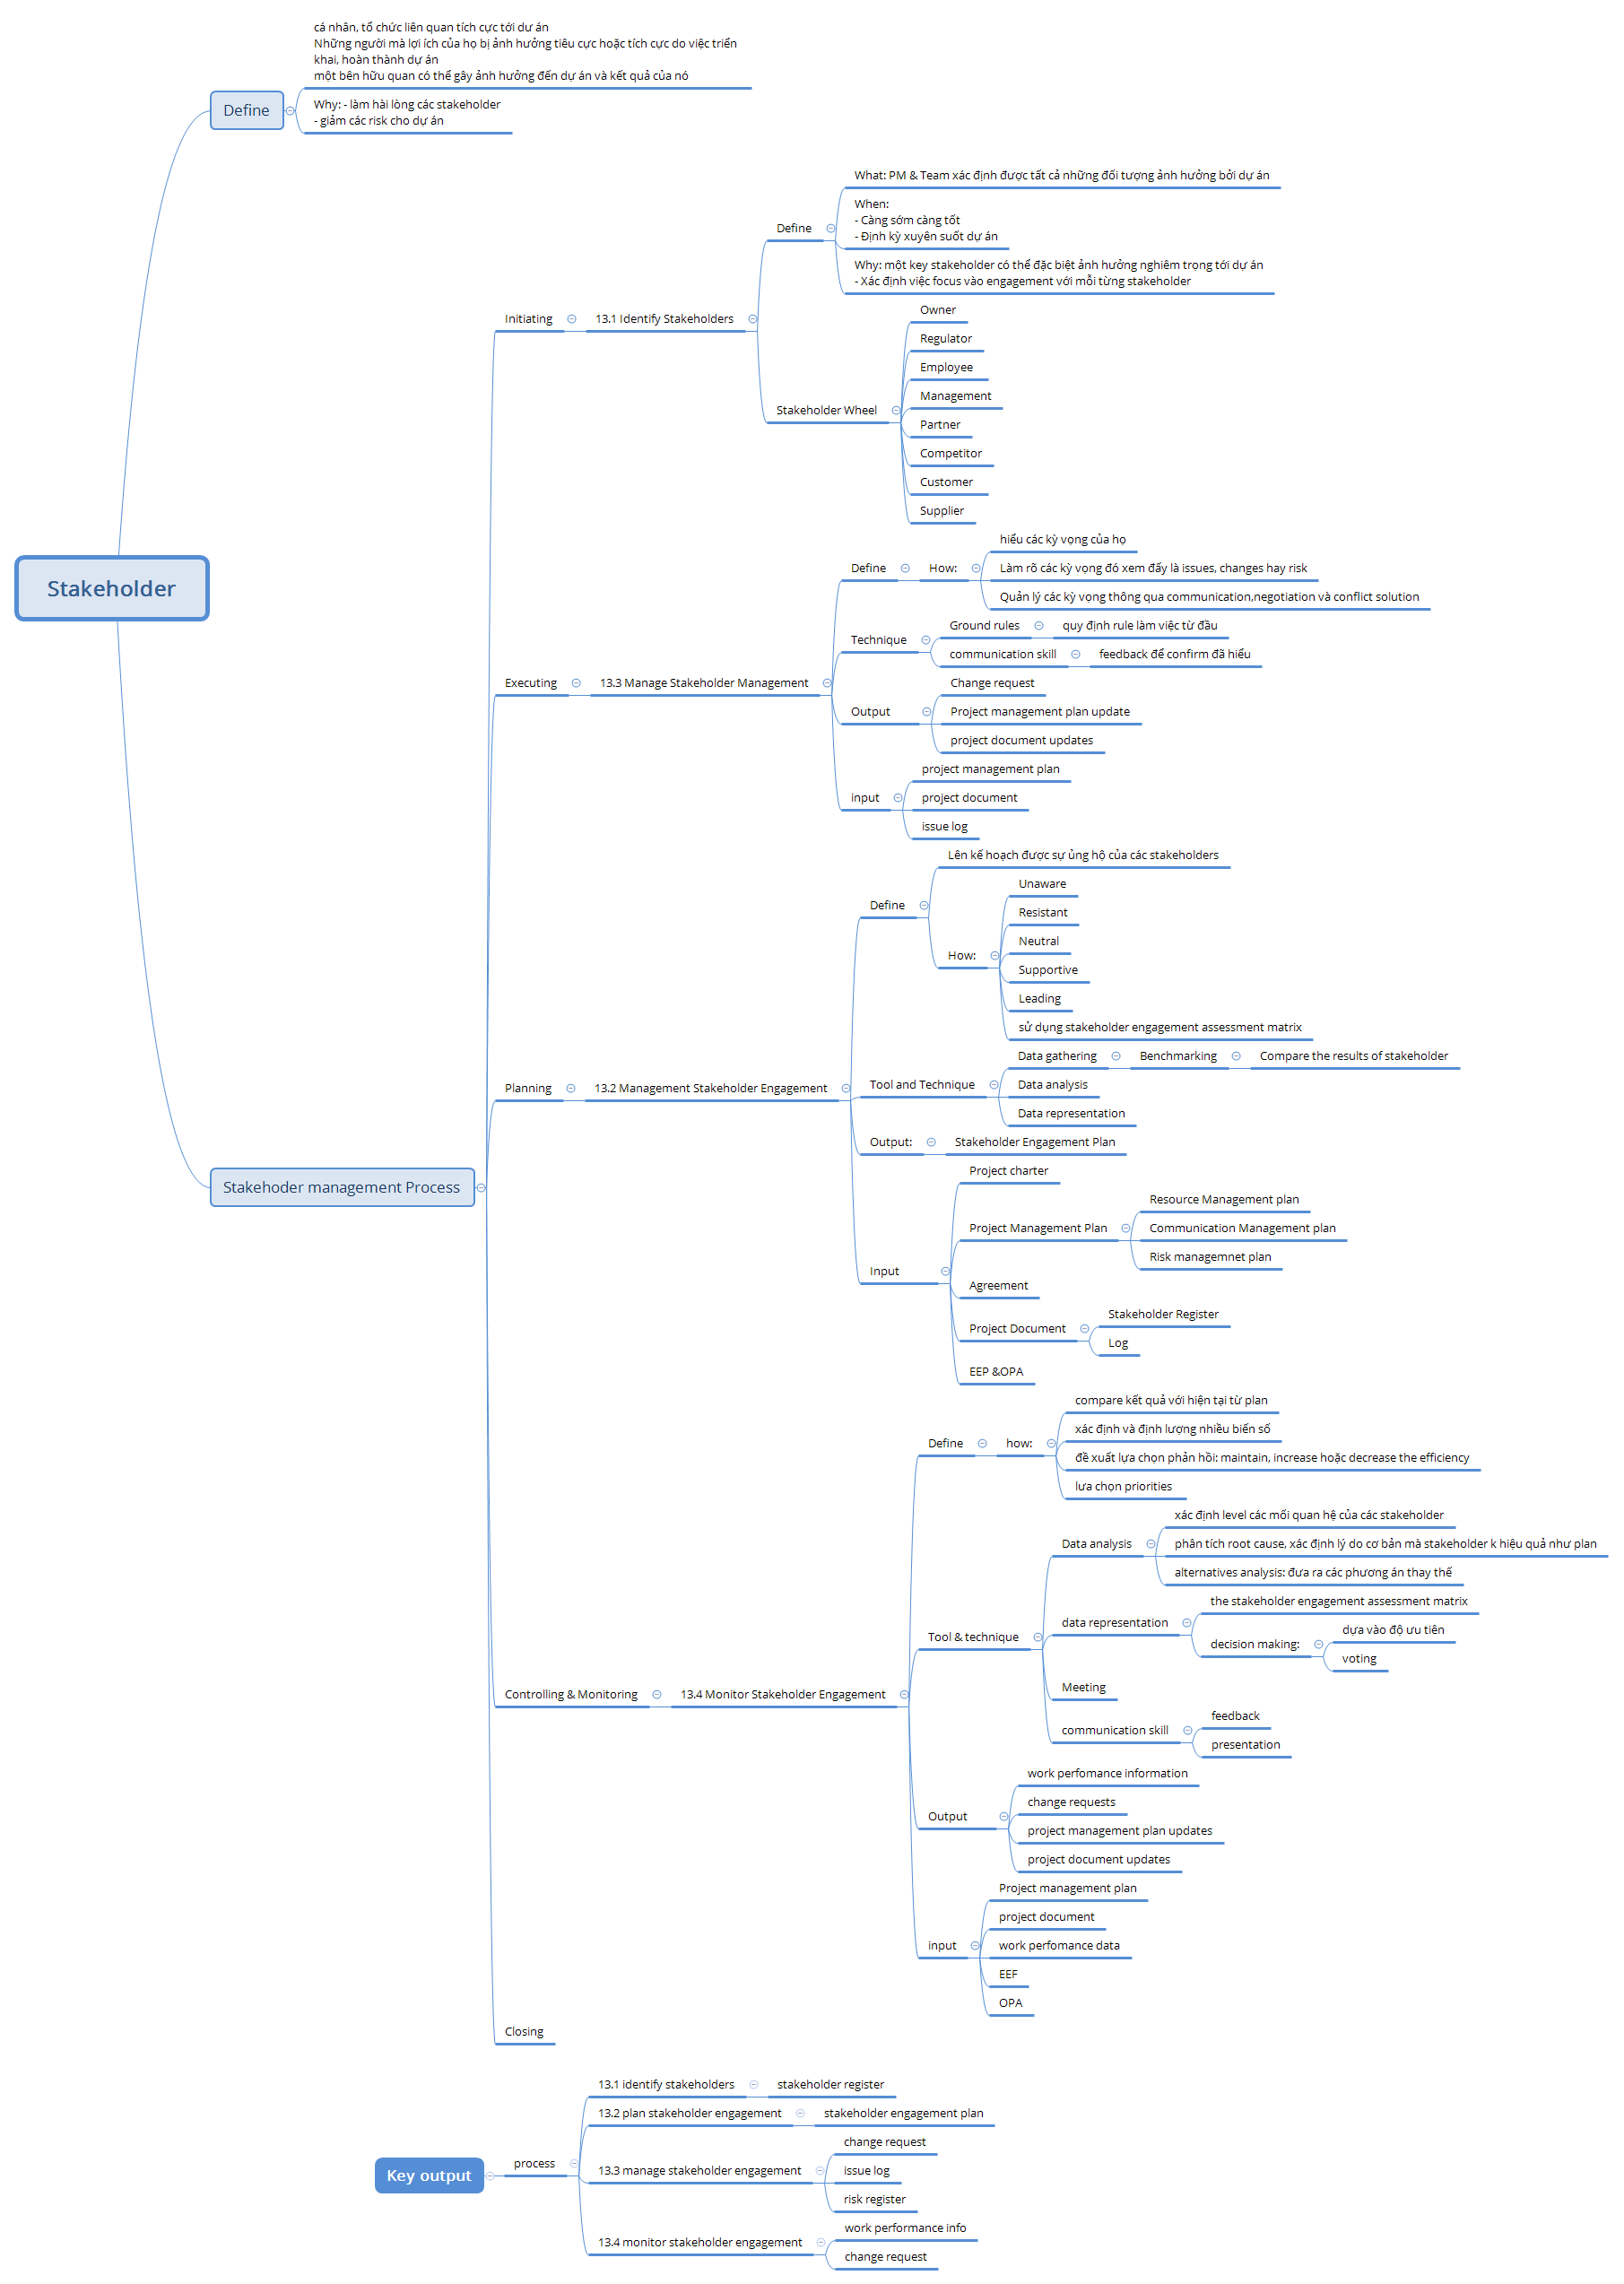 cá nhân, tổ chức liên quan tích cực tới dư án
Những người mà lợi ích của họ bị ảnh hưởng tiêu cực hoặc tích cực do việc triển
khai, hoàn thành dự án
một bên hữu quan có thể gây ảnh hưởng đến dự án và kết quả của nó
Define
Why: - làm hài lòng các stakeholder
- giảm các risk cho dự án
What: PM & Team xác định được tất cả những đối tượng ảnh hưởng bởi dự án
When:
- Càng sớm càng tốt
- Định kỳ xuyên suốt dự án
Define
Why: một key stakeholder có thể đặc biệt ảnh hưởng nghiêm trọng tới dự án
- Xác định việc focus vào engagement với mỗi từng stakeholder
Initiating
13.1 Identify Stakeholders
Owner
Regulator
Employee
Management
Stakeholder Wheel
Partner
Competitor
Customer
Supplier
Stakeholder
hiểu các kỳ vọng của họ
Define
How:
Làm rõ các kỳ vọng đó xem đấy là issues, changes hay risk
Quản lý các kỳ vọng thông qua communication,negotiation và conflict solution
Technique
Ground rules
quy định rule làm việc từ đầu
communication skill
feedback để confirm đã hiểu
Executing
13.3 Manage Stakeholder Management
Change request
Output
Project management plan update
project document updates
project management plan
input
project document
issue log
Lên kế hoạch được sự ủng hộ của các stakeholders
Define
Unaware
Resistant
Neutral
How:
Supportive
Leading
sử dụng stakeholder engagement assessment matrix
Planning
13.2 Management Stakeholder Engagement
Tool and Technique
Data gathering
Benchmarking
Compare the results of stakeholder
Data analysis
Data representation
Output:
Stakeholder Engagement Plan
Project charter
Stakehoder management Process
Project Management Plan
Resource Management plan
Communication Management plan
Risk managemnet plan
Input
Agreement
Project Document
Stakeholder Register
Log
EEP &OPA
compare kết quả với hiện tại từ plan
Define
how:
xác định và định lượng nhiều biến số
đề xuất lựa chọn phản hồi: maintain, increase hoặc decrease the efficiency
lưa chọn priorities
xác định level các mối quan hệ của các stakeholder
Data analysis
phân tích root cause, xác định lý do cơ bản mà stakeholder k hiệu quả như plan
alternatives analysis: đưa ra các phương án thay thế
the stakeholder engagement assessment matrix
data representation
Tool & technique
decision making:
dựa vào độ ưu tiên
voting
Controlling & Monitoring
13.4 Monitor Stakeholder Engagement
Meeting
communication skill
feedback
presentation
work perfomance information
change requests
Output
project management plan updates
project document updates
Project management plan
project document
input
work perfomance data
EEF
OPA
Closing
13.1 identify stakeholders
stakeholder register
13.2 plan stakeholder engagement
stakeholder engagement plan
Key output
process
change request
13.3 manage stakeholder engagement
issue log
risk register
13.4 monitor stakeholder engagement
work performance info
change request